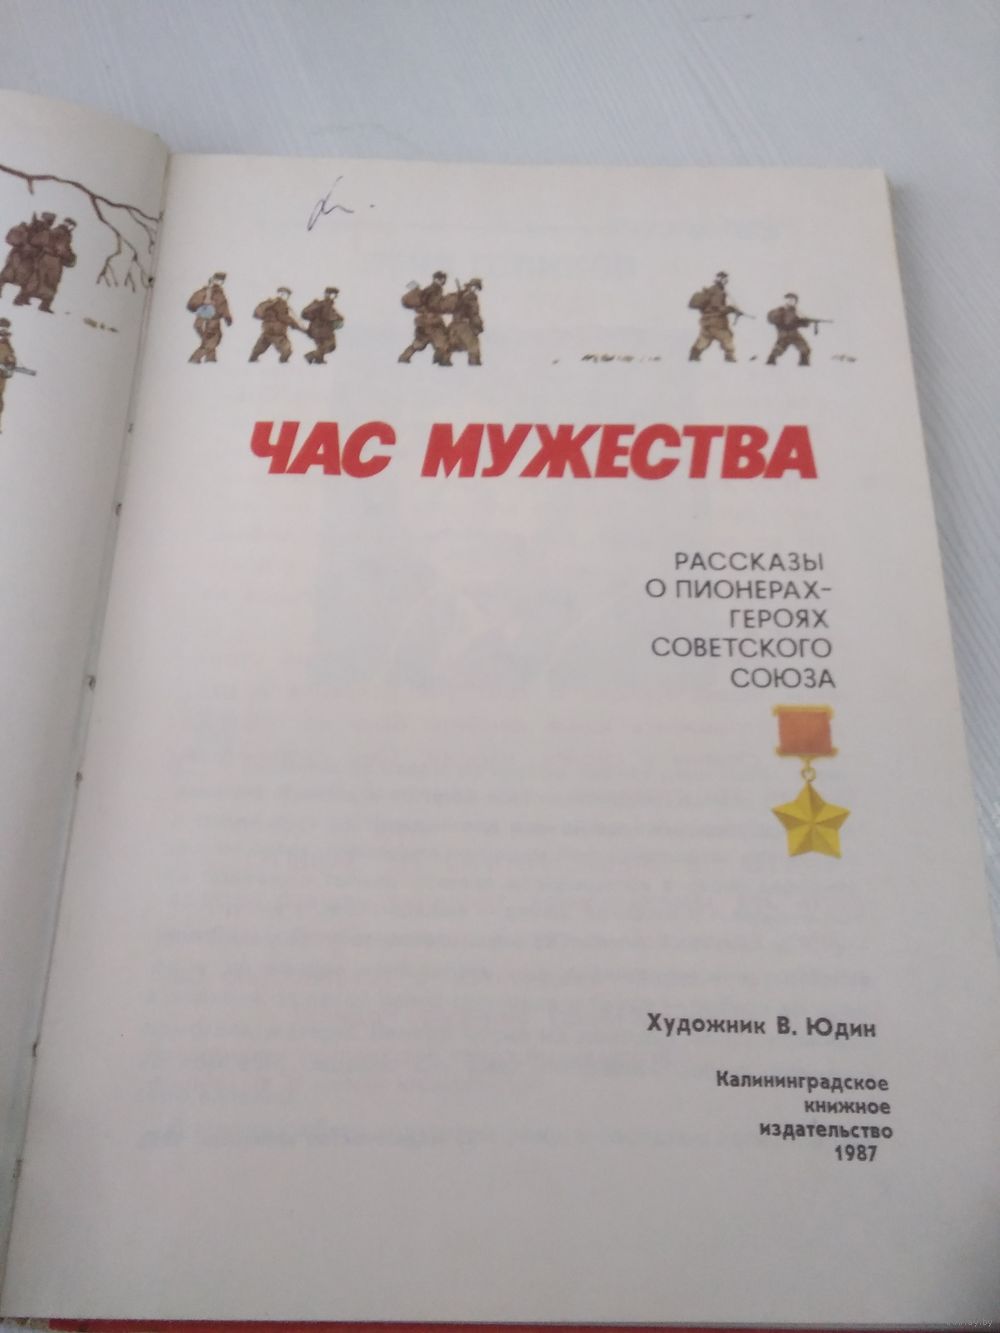 ЧАС МУЖЕСТВА
РАССКАЗЫ
О ПИОНЕРАХ-
ГЕРОЯХ
СОВЕТСКОГО
СОЮЗА
Художник В. Юдин
Калининградское
книжное
издательство
1987